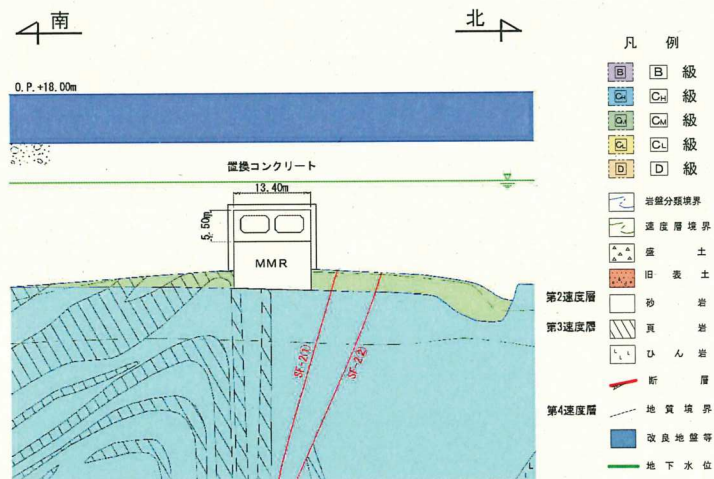 南
北
O.P.+18.00m
置換コンクリート
13.40m
5.50m
MMR
SF-2(1)
SF-2(2)
第2速度層
第3速度層
第4速度層
凡 例
B B 級
CH CH 級
CM CM 級
CL CL 級
D D 級
岩盤分類境界
速度層境界
盛 土
旧 表 土
砂 岩
頁 岩
ひ ん 岩
断 層
地 質 境 界
改 良 地 盤 等
地 下 水 位